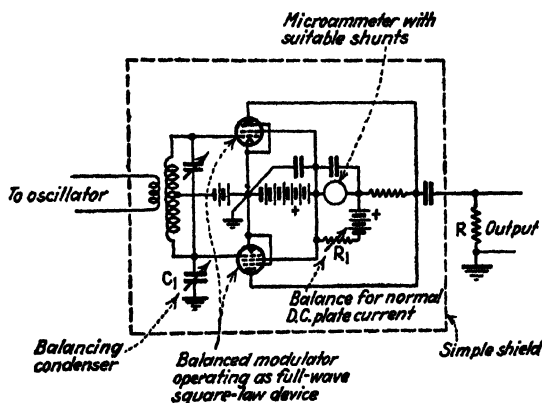 Microammeter with
suitable shunts
To oscillator
+
+
R₁
C₁
R
Output
Balance for normal
D.C. plate current
Balancing
condenser
Balanced modulator
operating as full-wave
square-law device
Simple shield